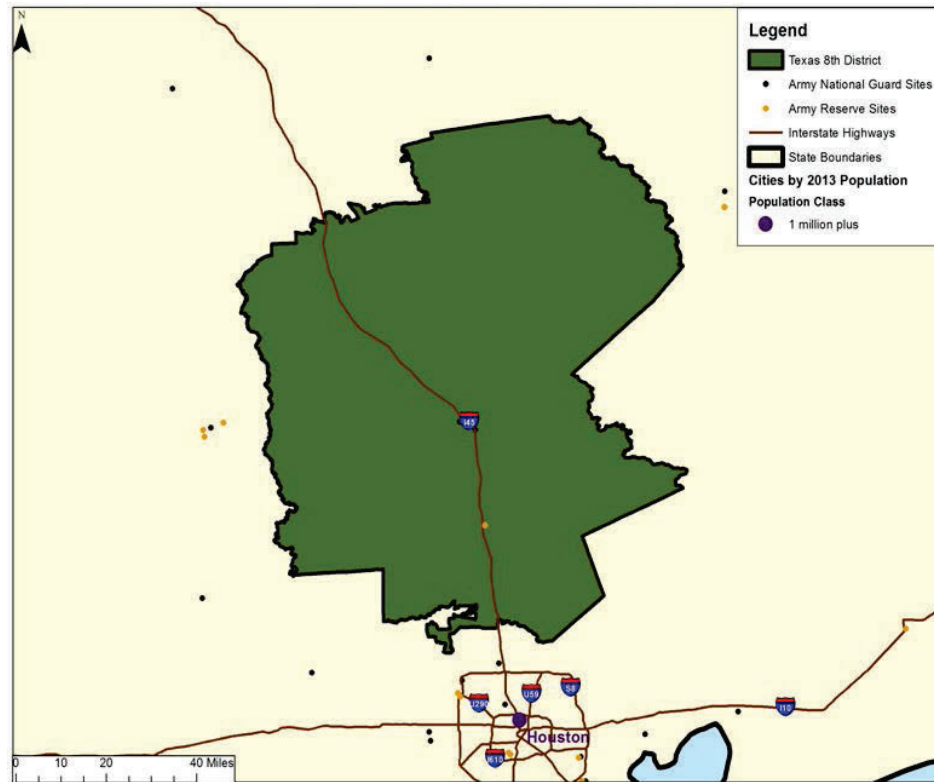 N
Legend
Texas 8th District
Army National Guard Sites
Army Reserve Sites
Interstate Highways
State Boundaries
Cities by 2013 Population
Population Class
1 million plus
I45
U290
U59
S8
I10
Houston
I610
0 10 20 40 Miles